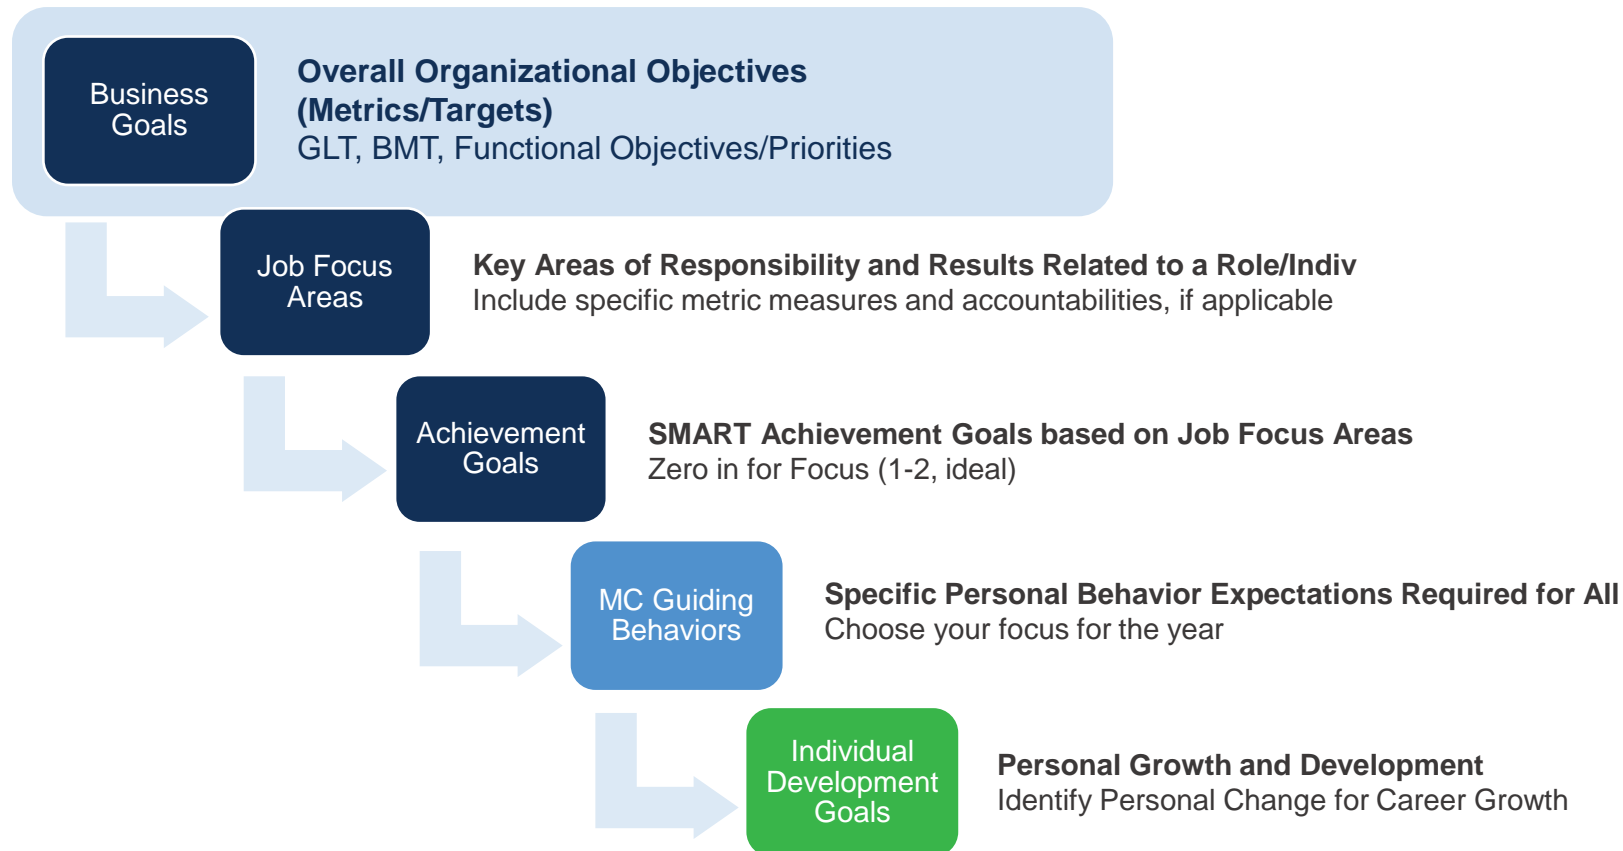 Business
Goals
Overall Organizational Objectives
(Metrics/Targets)
GLT, BMT, Functional Objectives/Priorities
Job Focus
Areas
Key Areas of Responsibility and Results Related to a Role/Indiv
Include specific metric measures and accountabilities, if applicable
Achievement
Goals
SMART Achievement Goals based on Job Focus Areas
Zero in for Focus (1-2, ideal)
MC Guiding
Behaviors
Specific Personal Behavior Expectations Required for All
Choose your focus for the year
Individual
Development
Goals
Personal Growth and Development
Identify Personal Change for Career Growth